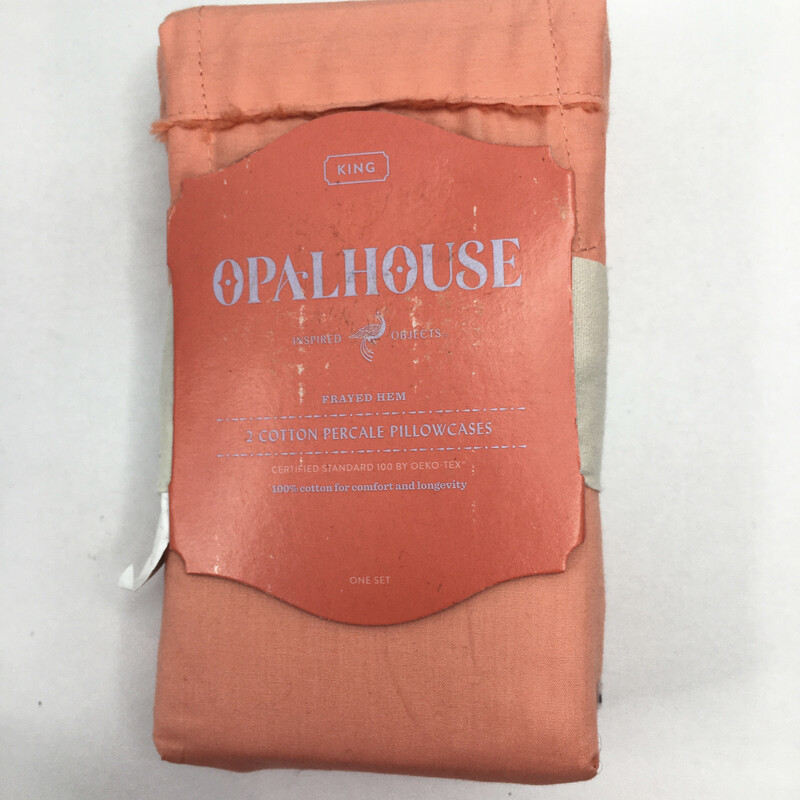 KING
OPALHOUSE
INSPIRED OBJECTS
FRAYED HEM
2 COTTON PERCALE PILLOWCASES
CERTIFIED STANDARD 100 BY OEKO-TEX
100% cotton for comfort and longevity
ONE SET